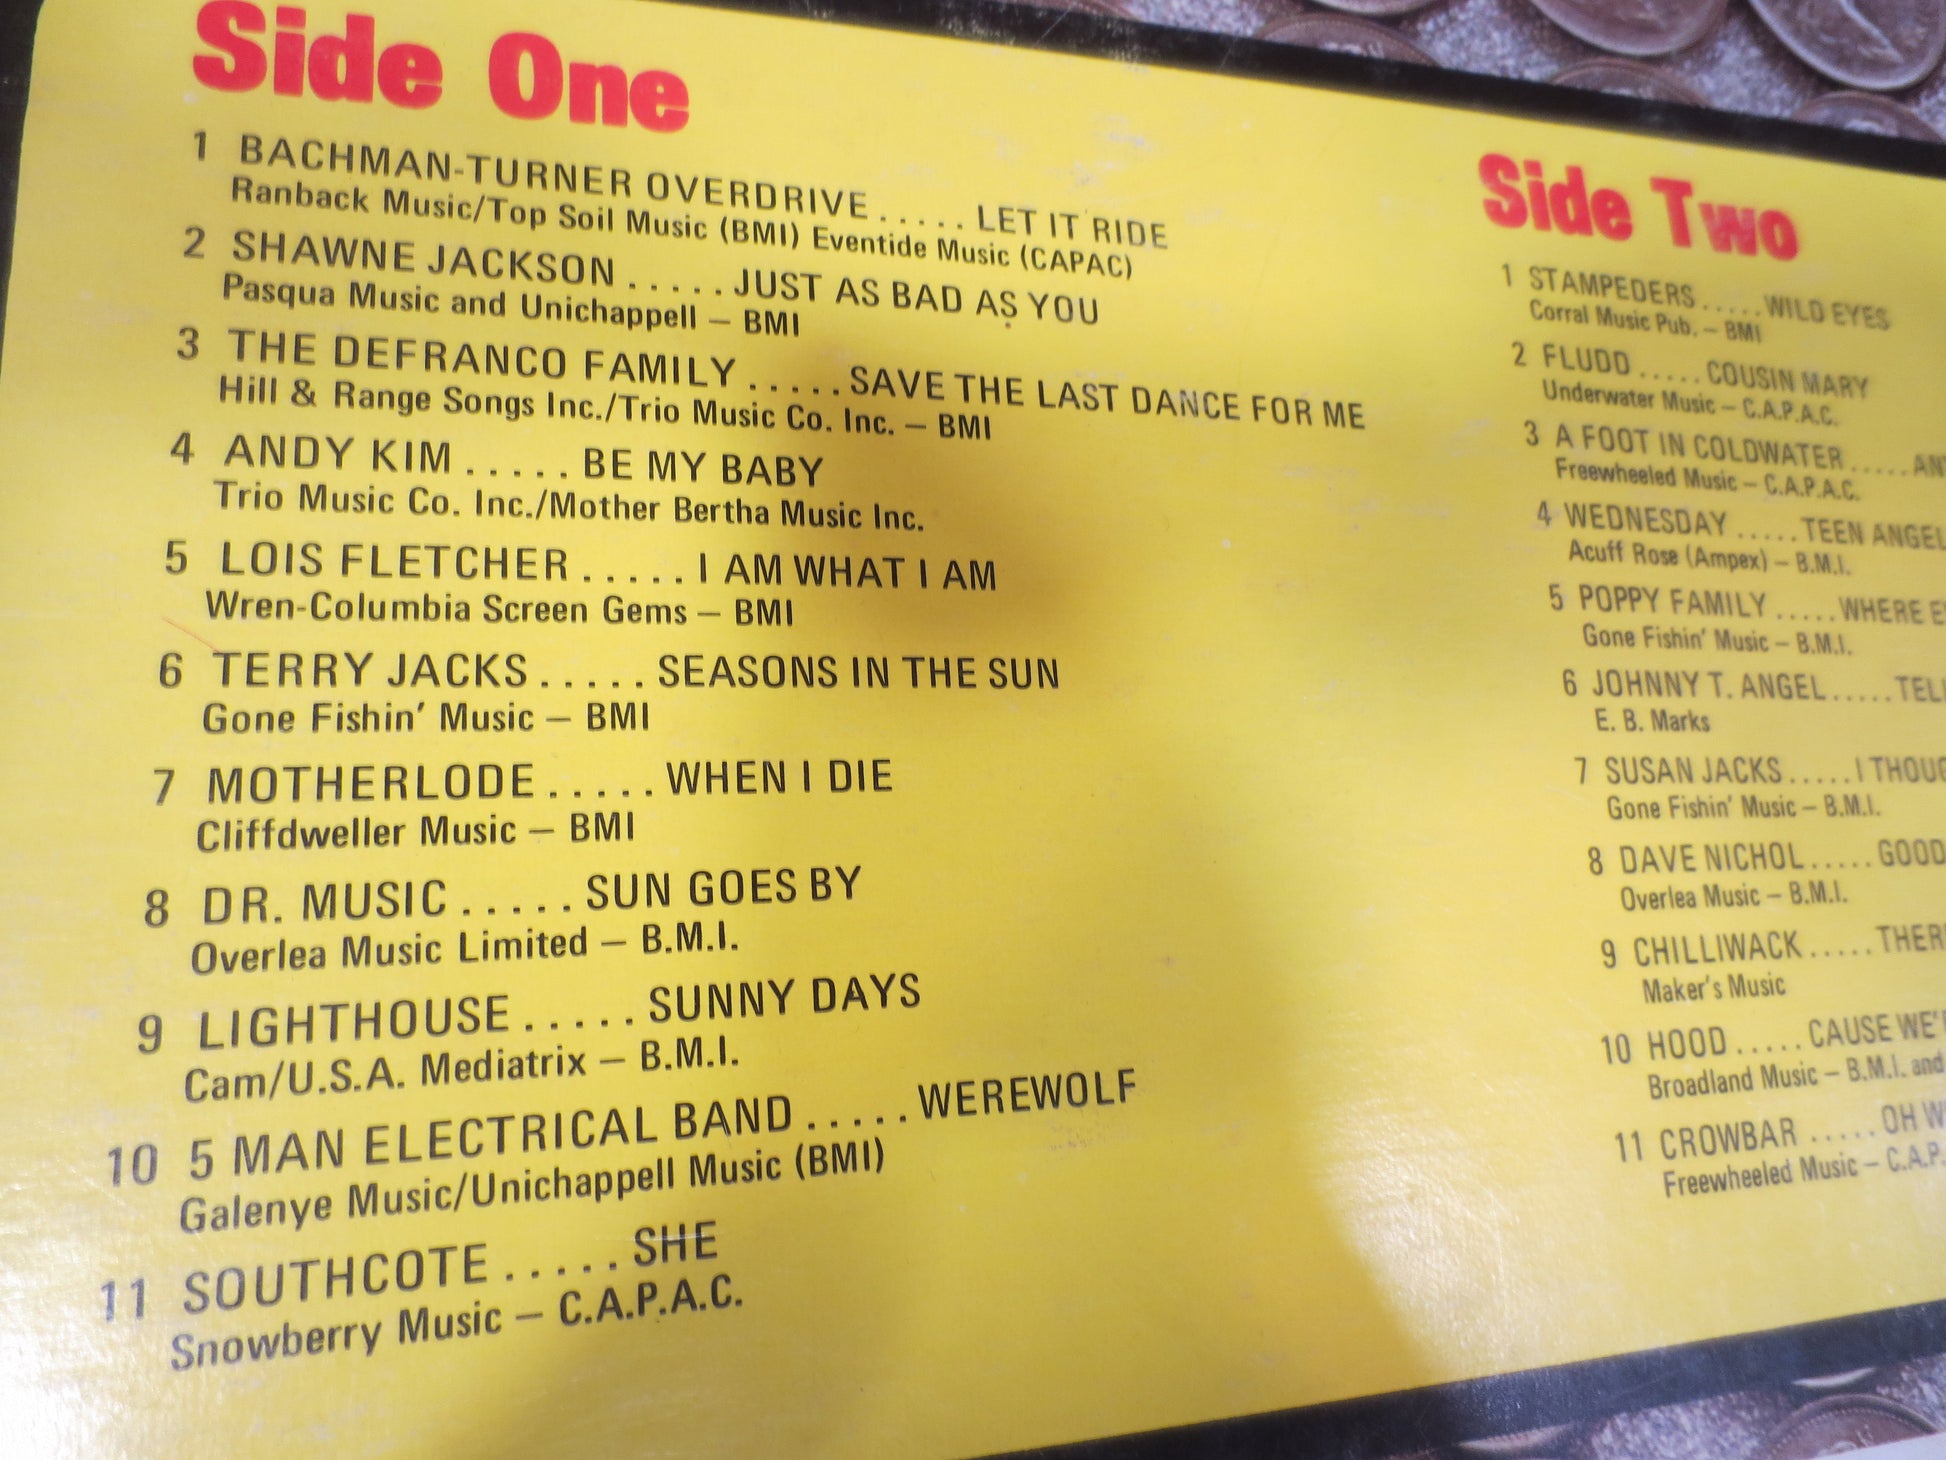 Side One
1 BACHMAN-TURNER OVERDRIVE ..... LET IT RIDE
Ranback Music/Top Soil Music (BMI) Eventide Music (CAPAC)
2 SHAWNE JACKSON ..... JUST AS BAD AS YOU
Pasqua Music and Unichappell – BMI
3 THE DEFRANCO FAMILY ..... SAVE THE LAST DANCE FOR ME
Hill & Range Songs Inc./Trio Music Co. Inc. – BMI
4 ANDY KIM ..... BE MY BABY
Trio Music Co. Inc./Mother Bertha Music Inc.
5 LOIS FLETCHER ..... I AM WHAT I AM
Wren-Columbia Screen Gems – BMI
6 TERRY JACKS ..... SEASONS IN THE SUN
Gone Fishin' Music – BMI
7 MOTHERLODE ..... WHEN I DIE
Cliffdweller Music – BMI
8 DR. MUSIC ..... SUN GOES BY
Overlea Music Limited – B.M.I.
9 LIGHTHOUSE ..... SUNNY DAYS
Cam/U.S.A. Mediatrix – B.M.I.
10 5 MAN ELECTRICAL BAND ..... WEREWOLF
Galenye Music/Unichappell Music (BMI)
11 SOUTHCOTE ..... SHE
Snowberry Music – C.A.P.A.C.
Side Two
1 STAMPEDERS ..... WILD EYES
Corral Music Pub. – BMI
2 FLUDD ..... COUSIN MARY
Underwater Music – C.A.P.A.C.
3 A FOOT IN COLDWATER .....
Freewheeled Music – C.A.P.A.C.
4 WEDNESDAY ..... TEEN ANGEL
Acuff Rose (Ampex) – B.M.I.
5 POPPY FAMILY ..... WHERE
Gone Fishin' Music – B.M.I.
6 JOHNNY T. ANGEL ..... TELL
E. B. Marks
7 SUSAN JACKS ..... I
Gone Fishin' Music – B.M.I.
8 DAVE NICHOL ..... GOOD
Overlea Music – B.M.I.
9 CHILLIWACK .....
Maker's Music
10 HOOD ..... CAUSE
Broadland Music – B.M.I. and
11 CROWBAR ..... OH
Freewheeled Music – C.A.P.